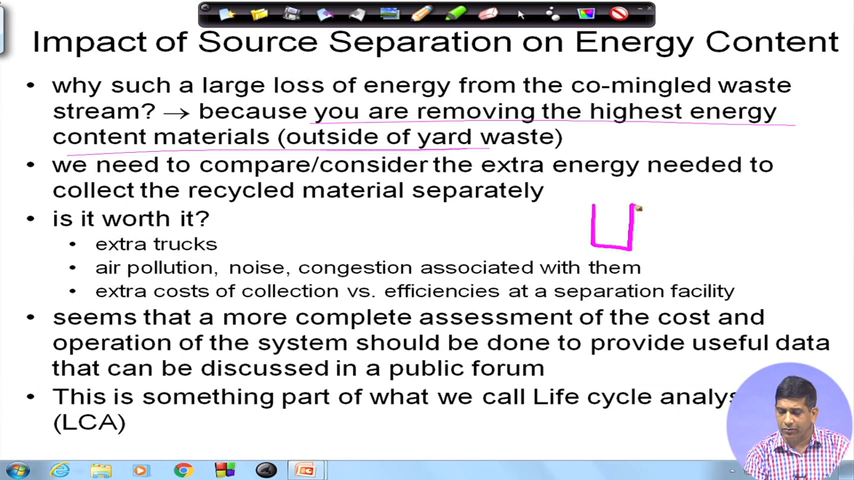 Impact of Source Separation on Energy Content
• why such a large loss of energy from the co-mingled waste
stream? → because you are removing the highest energy
content materials (outside of yard waste)
• we need to compare/consider the extra energy needed to
collect the recycled material separately
• is it worth it?
• extra trucks
• air pollution, noise, congestion associated with them
• extra costs of collection vs. efficiencies at a separation facility
• seems that a more complete assessment of the cost and
operation of the system should be done to provide useful data
that can be discussed in a public forum
• This is something part of what we call Life cycle analys
(LCA)